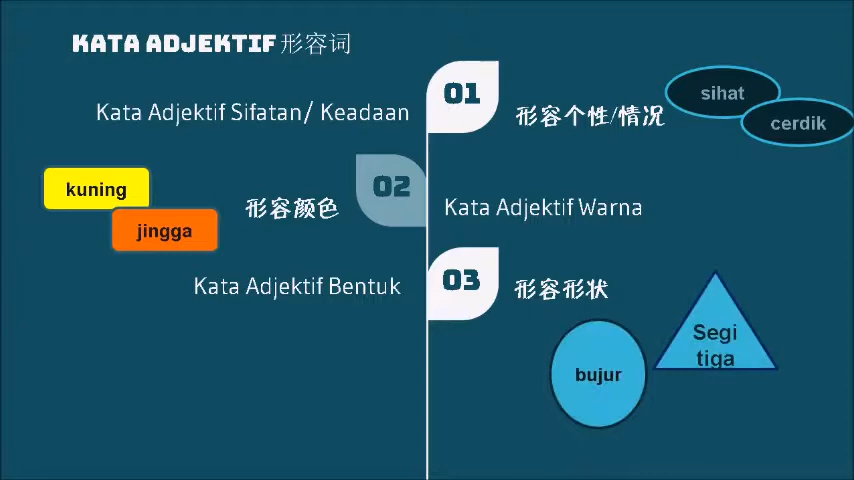 KATA ADJEKTIF 形容词
01
Kata Adjektif Sifatan/ Keadaan
形容个性/情况
sihat
cerdik
02
kuning
jingga
形容颜色
Kata Adjektif Warna
03
Kata Adjektif Bentuk
形容形状
Segi
tiga
bujur